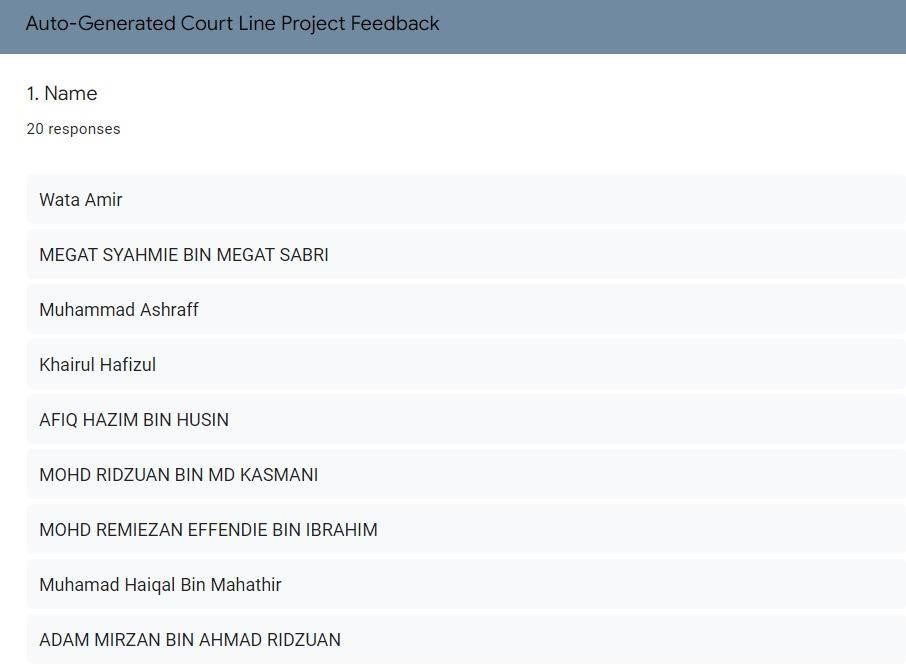 Auto-Generated Court Line Project Feedback
1. Name
20 responses
Wata Amir
MEGAT SYAHMIE BIN MEGAT SABRI
Muhammad Ashraff
Khairul Hafizul
AFIQ HAZIM BIN HUSIN
MOHD RIDZUAN BIN MD KASMANI
MOHD REMIEZAN EFFENDIE BIN IBRAHIM
Muhamad Haiqal Bin Mahathir
ADAM MIRZAN BIN AHMAD RIDZUAN